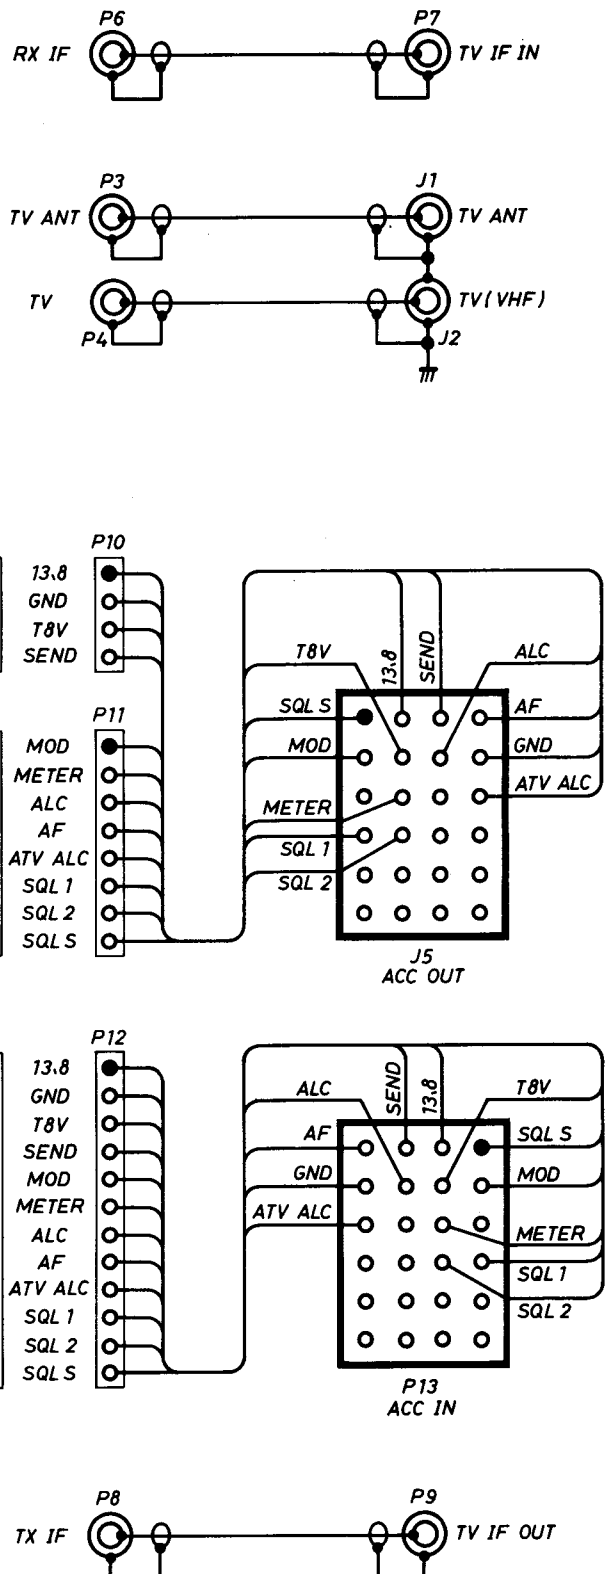 P6 P7
RX IF TV IF IN
P3 J1
TV ANT TV ANT
TV TV(VHF)
P4 J2
P10
13.8
GND
T8V
SEND
P11
MOD
METER
ALC
AF
ATV ALC
SQL 1
SQL 2
SQL S
T8V 13.8 SEND ALC
SQL S AF
MOD GND
ATV ALC
METER
SQL 1
SQL 2
J5
ACC OUT
P12
13.8
GND
T8V
SEND
MOD
METER
ALC
AF
ATV ALC
SQL 1
SQL 2
SQL S
ALC SEND 13.8 T8V
AF SQL S
GND MOD
ATV ALC
METER
SQL 1
SQL 2
P13
ACC IN
P8 P9
TX IF TV IF OUT